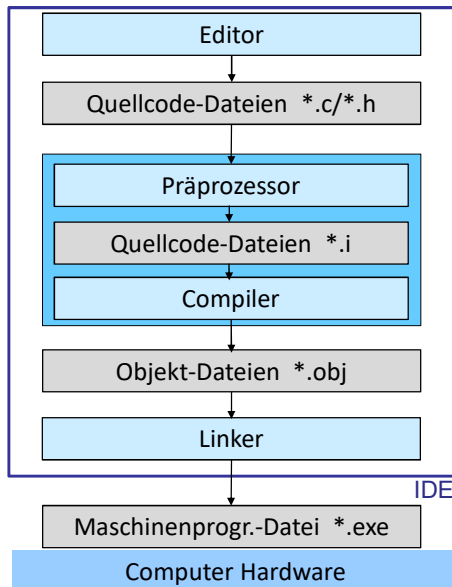 Editor
Quellcode-Dateien *.c/*.h
Präprozessor
Quellcode-Dateien *.i
Compiler
Objekt-Dateien *.obj
Linker
IDE
Maschinenprogr.-Datei *.exe
Computer Hardware